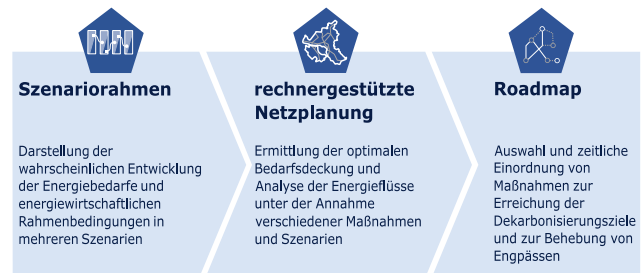 Szenariorahmen
Darstellung der
wahrscheinlichen Entwicklung
der Energiebedarfe und
energiewirtschaftlichen
Rahmenbedingungen in
mehreren Szenarien
rechnergestützte
Netzplanung
Ermittlung der optimalen
Bedarfsdeckung und
Analyse der Energieflüsse
unter der Annahme
verschiedener Maßnahmen
und Szenarien
Roadmap
Auswahl und zeitliche
Einordnung von
Maßnahmen zur
Erreichung der
Dekarbonisierungsziele
und zur Behebung von
Engpässen